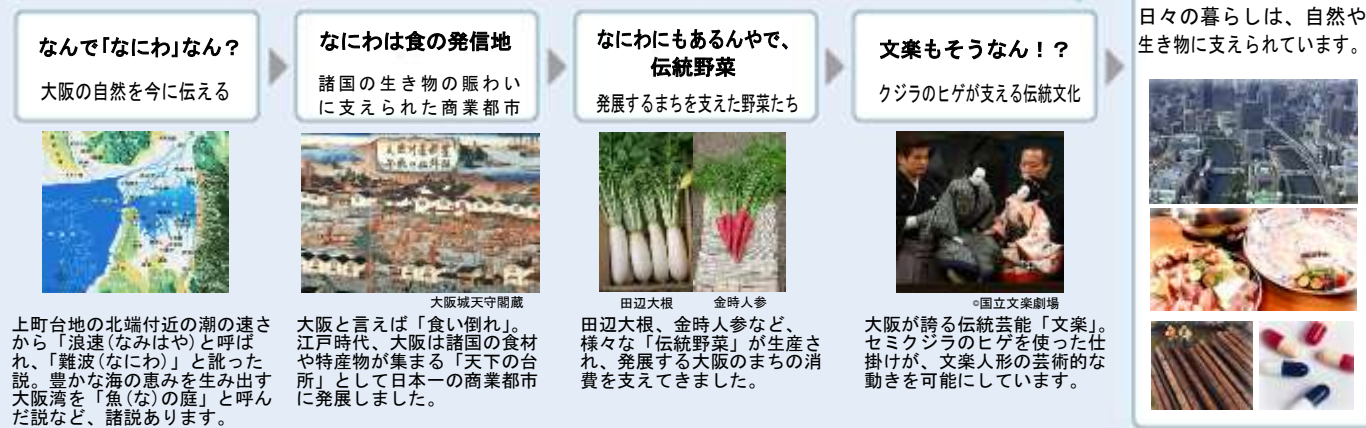 なんで「なにわ」なん？
大阪の自然を今に伝える
上町台地の北端付近の潮の速さ
から「浪速(なみはや)と呼ば
れ、「難波(なにわ)」と訛った
説。豊かな海の恵みを生み出す
大阪湾を「魚(な)の庭」と呼ん
だ説など、諸説あります。
なにわは食の発信地
諸国の生き物の賑わい
に支えられた商業都市
大阪城天守閣蔵
大阪と言えば「食い倒れ」。
江戸時代、大阪は諸国の食材
や特産物が集まる「天下の台
所」として日本一の商業都市
に発展しました。
なにわにもあるんやで、
伝統野菜
発展するまちを支えた野菜たち
田辺大根 金時人参
田辺大根、金時人参など、
様々な「伝統野菜」が生産さ
れ、発展する大阪のまちの消
費を支えてきました。
文楽もそうなん！？
クジラのヒゲが支える伝統文化
©国立文楽劇場
大阪が誇る伝統芸能「文楽」。
セミクジラのヒゲを使った仕
掛けが、文楽人形の芸術的な
動きを可能にしています。
日々の暮らしは、自然や
生き物に支えられています。